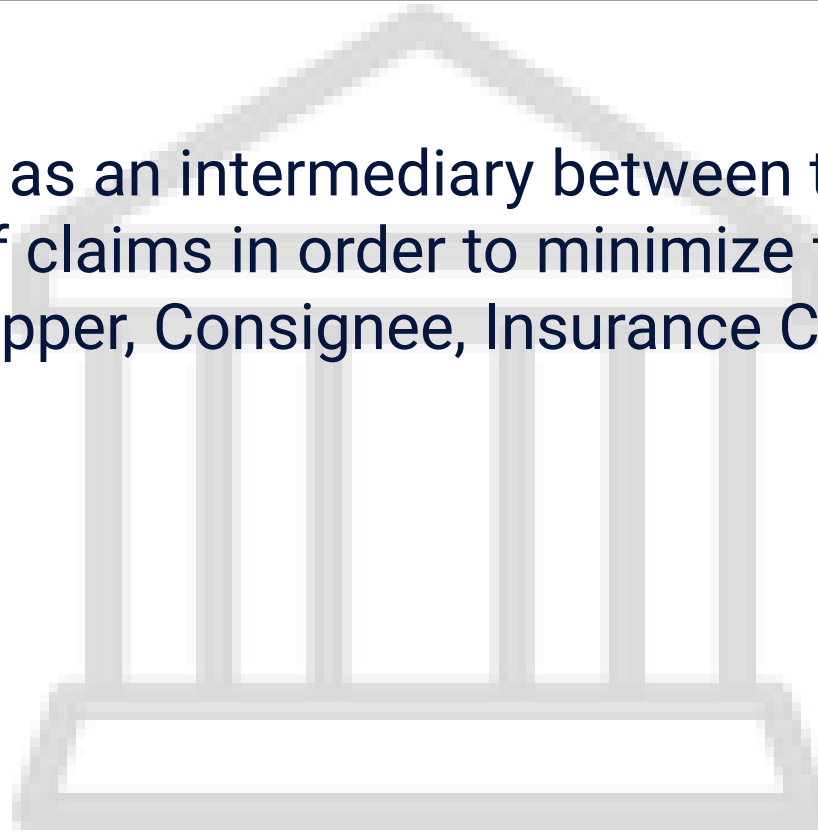 as an intermediary between
claims in order to minimize
pper, Consignee, Insurance C